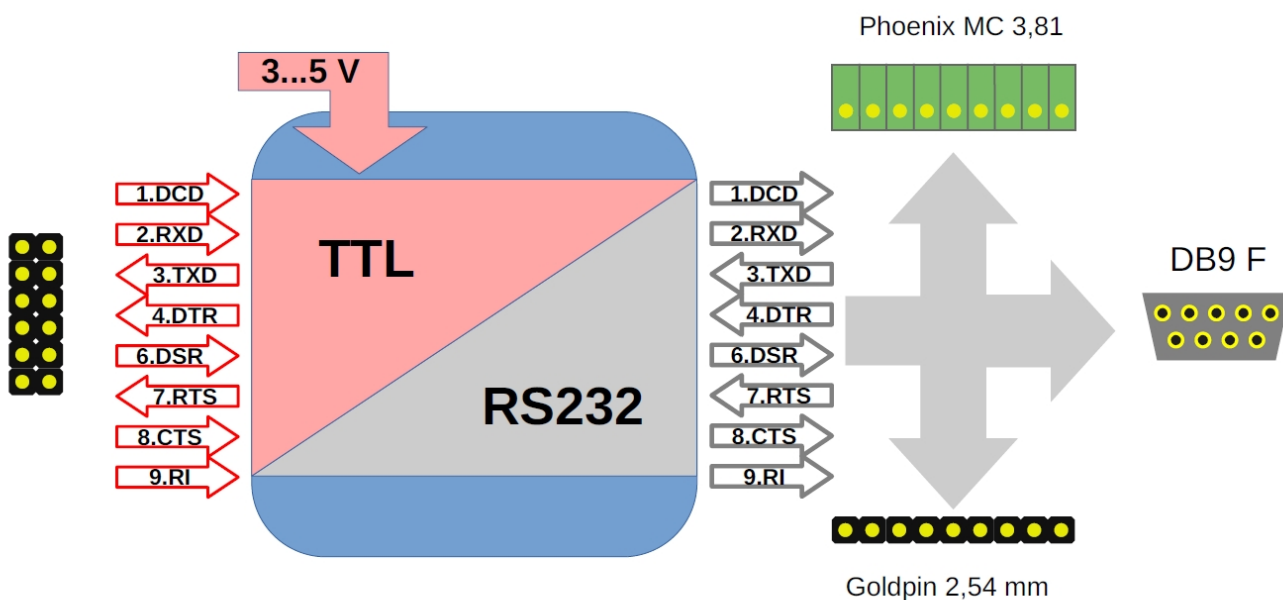 Phoenix MC 3,81
3...5 V
1.DCD
2.RXD
3.TXD
4.DTR
6.DSR
7.RTS
8.CTS
9.RI
TTL
RS232
1.DCD
2.RXD
3.TXD
4.DTR
6.DSR
7.RTS
8.CTS
9.RI
DB9 F
Goldpin 2,54 mm